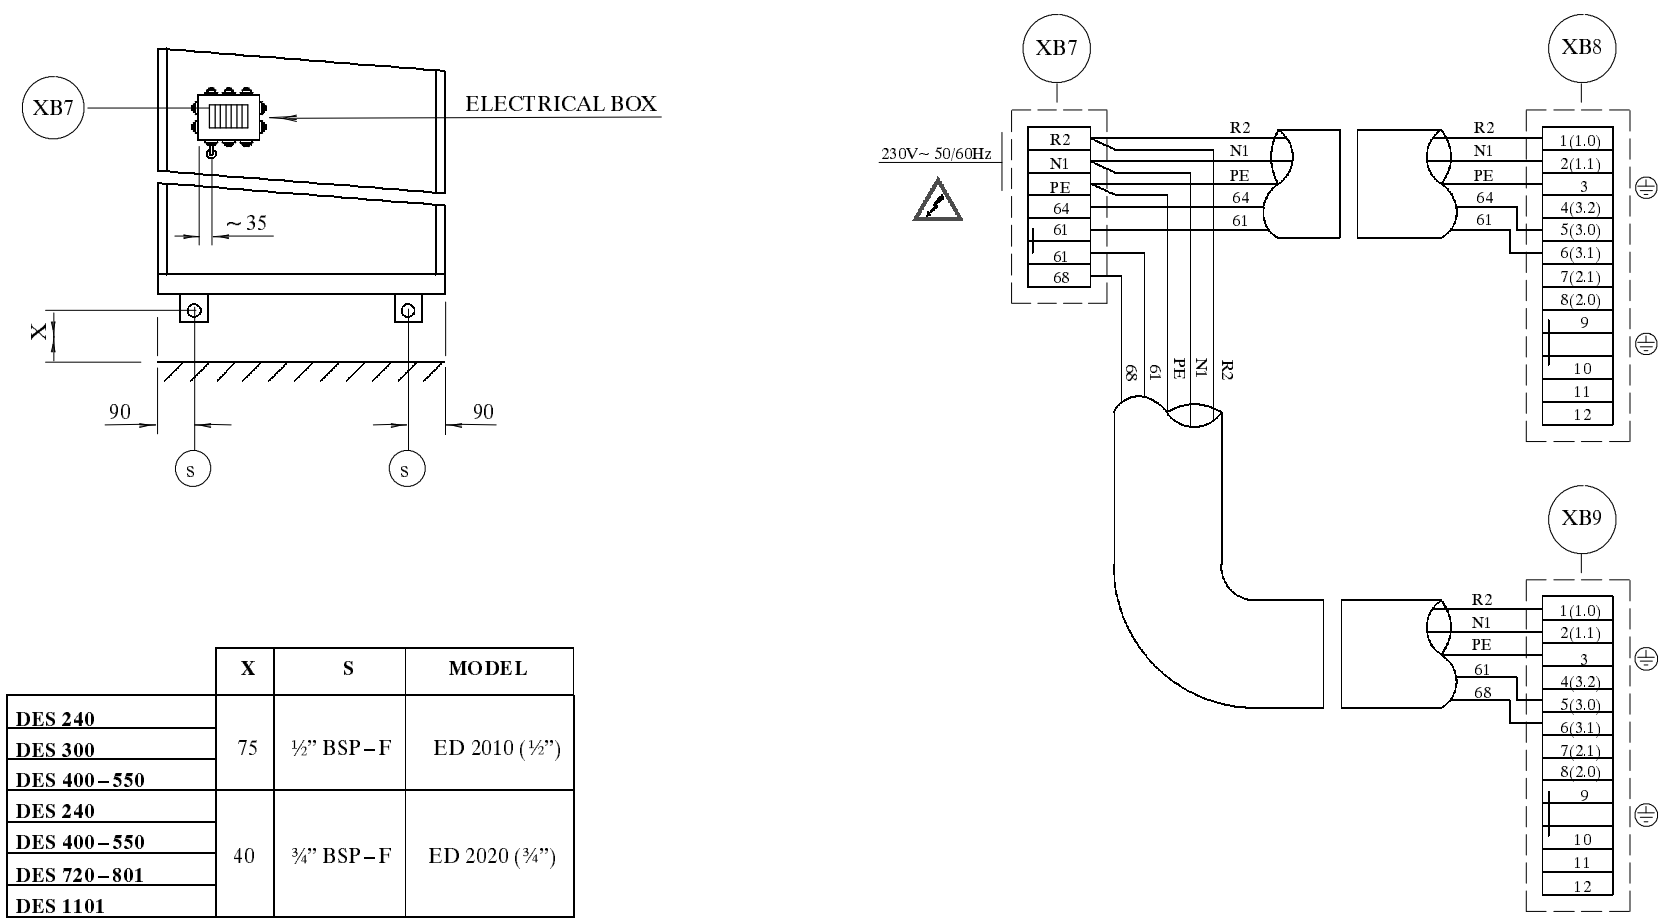 XB7
ELECTRICAL BOX
~ 35
X
90
90
S
S
XB7
230V~ 50/60Hz
R2
N1
PE
64
61
61
68
R2
N1
PE
64
61
R2
N1
PE
64
61
XB8
1(1.0)
2(1.1)
3
4(3.2)
5(3.0)
6(3.1)
7(2.1)
8(2.0)
9
10
11
12
68
61
PE
N1
R2
XB9
R2
N1
PE
61
68
1(1.0)
2(1.1)
3
4(3.2)
5(3.0)
6(3.1)
7(2.1)
8(2.0)
9
10
11
12
X S MODEL
DES 240
DES 300
DES 400–550
75 ½” BSP–F ED 2010 (½”)
DES 240
DES 400–550
DES 720–801
DES 1101
40 ¾” BSP–F ED 2020 (¾”)